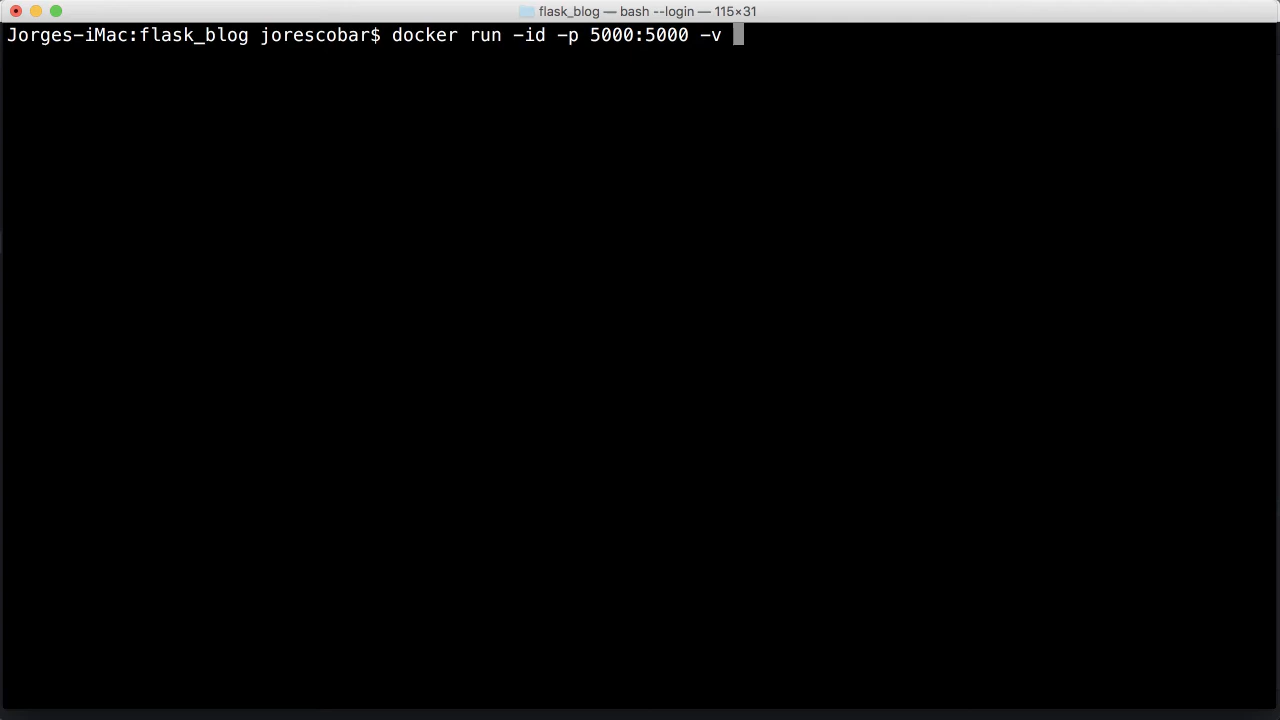 flask_blog — bash --login — 115×31
Jorges-iMac:flask_blog jorescobar$ docker run -id -p 5000:5000 -v